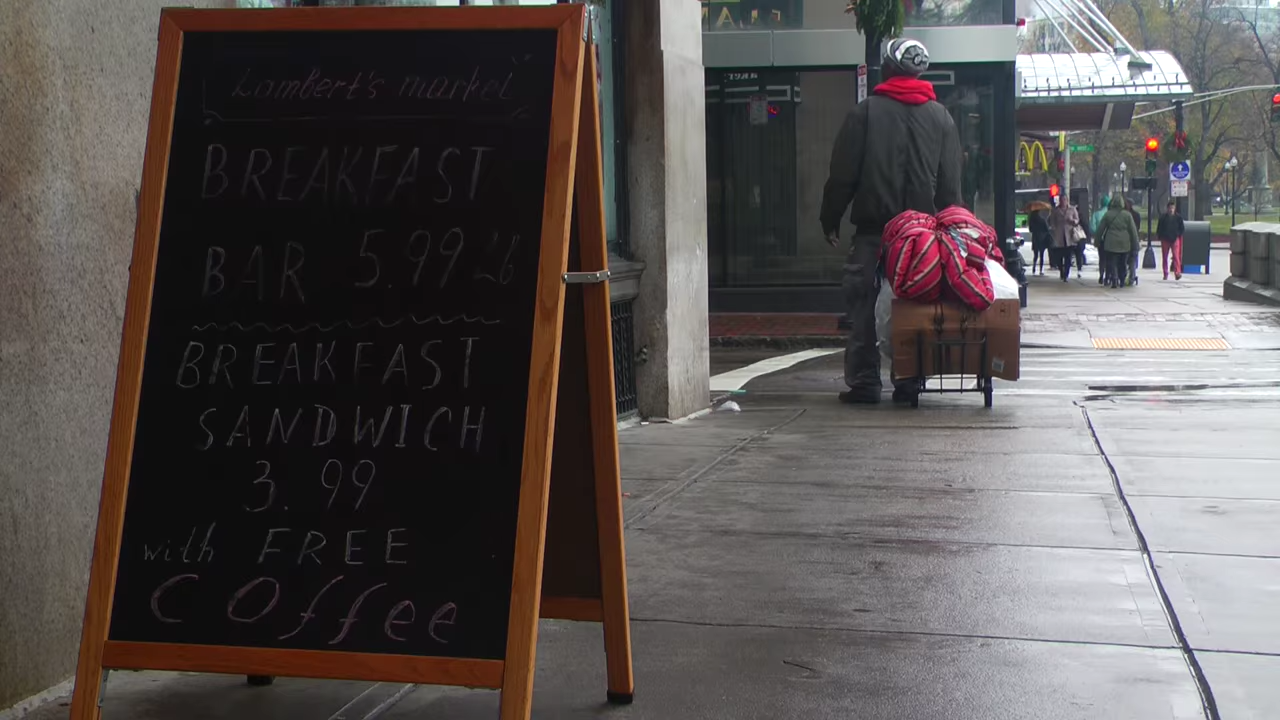 Lambert's market
BREAKFAST
BAR 5.99 LB
BREAKFAST
SANDWICH
3.99
with FREE
COffee